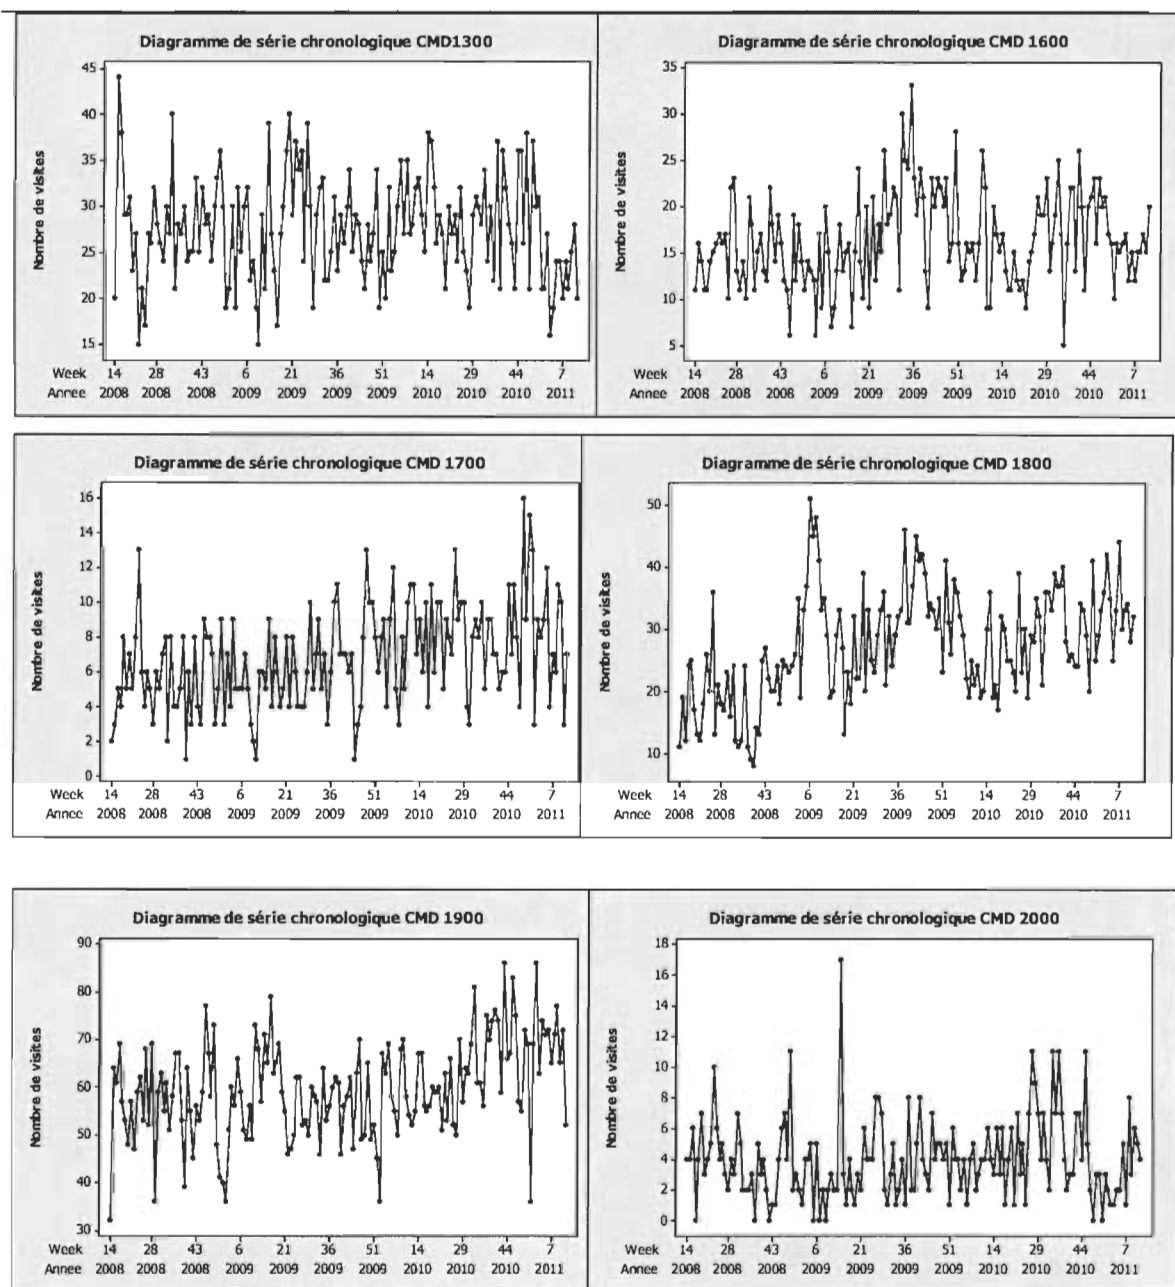 Diagramme de série chronologique CMD1300
Nombre de visites
45
40
35
30
25
20
15
Week 14 28 43 6 21 36 51 14 29 44 7
Annee 2008 2008 2008 2009 2009 2009 2009 2010 2010 2010 2011
Diagramme de série chronologique CMD 1600
Nombre de visites
35
30
25
20
15
10
5
Week 14 28 43 6 21 36 51 14 29 44 7
Annee 2008 2008 2008 2009 2009 2009 2009 2010 2010 2010 2011
Diagramme de série chronologique CMD 1700
Nombre de visites
16
14
12
10
8
6
4
2
0
Week 14 28 43 6 21 36 51 14 29 44 7
Annee 2008 2008 2008 2009 2009 2009 2009 2010 2010 2010 2011
Diagramme de série chronologique CMD 1800
Nombre de visites
50
40
30
20
10
Week 14 28 43 6 21 36 51 14 29 44 7
Annee 2008 2008 2008 2009 2009 2009 2009 2010 2010 2010 2011
Diagramme de série chronologique CMD 1900
Nombre de visites
90
80
70
60
50
40
30
Week 14 28 43 6 21 36 51 14 29 44 7
Annee 2008 2008 2008 2009 2009 2009 2009 2010 2010 2010 2011
Diagramme de série chronologique CMD 2000
Nombre de visites
18
16
14
12
10
8
6
4
2
0
Week 14 28 43 6 21 36 51 14 29 44 7
Annee 2008 2008 2008 2009 2009 2009 2009 2010 2010 2010 2011